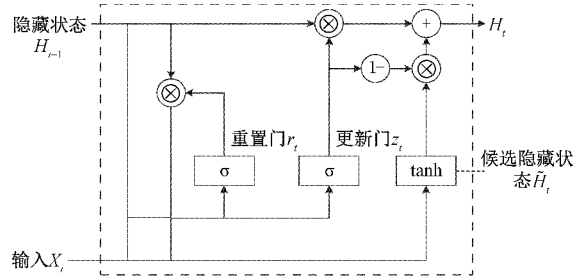 隐藏状态
H_{t-1}
H_t
+
1-
重置门r_t
更新门z_t
σ
σ
tanh
候选隐藏状
态H̃_t
输入X_t